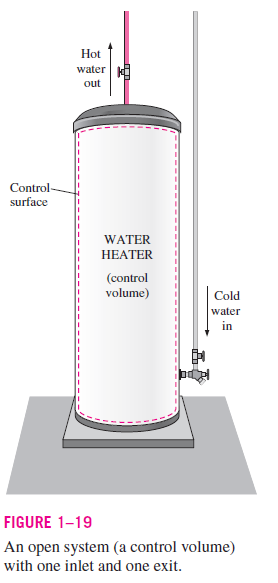 Hot
water
out
Control
surface
WATER
HEATER
(control
volume)
Cold
water
in
FIGURE 1–19
An open system (a control volume)
with one inlet and one exit.